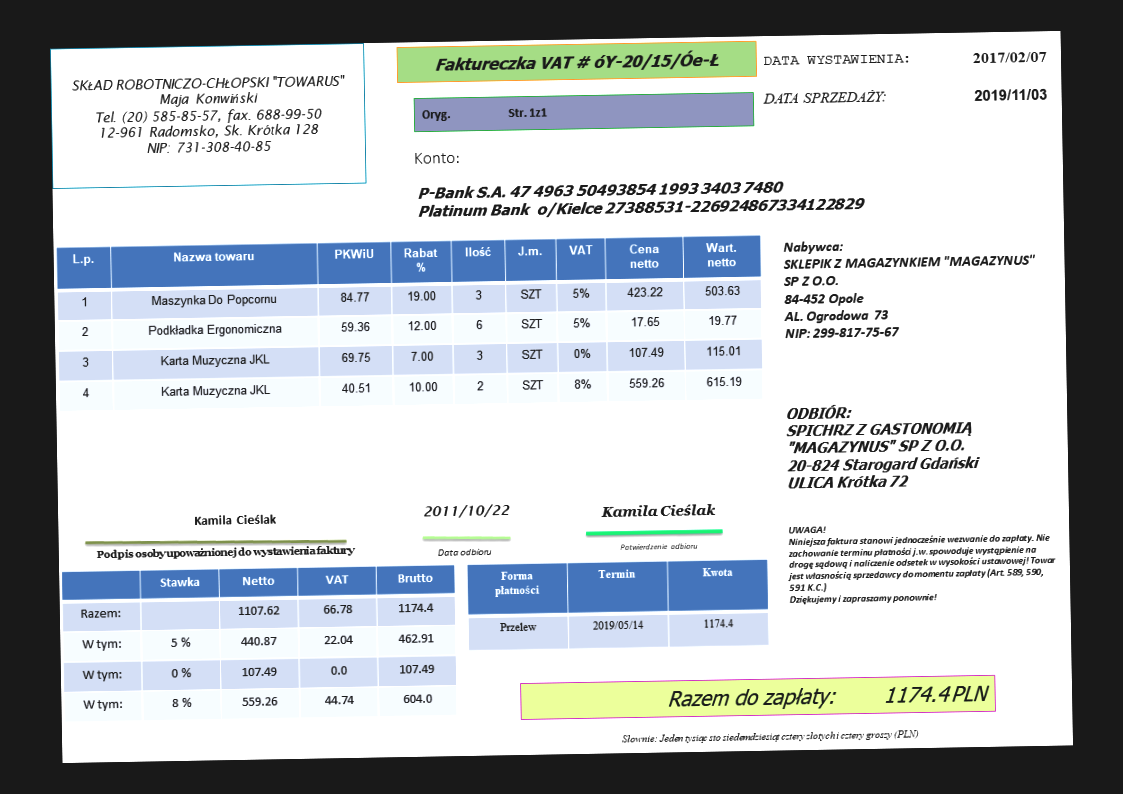 SKŁAD ROBOTNICZO-CHŁOPSKI "TOWARUS"
Maja Konwiński
Tel. (20) 585-85-57, fax. 688-99-50
12-961 Radomsko, Sk. Krótka 128
NIP: 731-308-40-85
Faktureczka VAT # óY-20/15/Óe-Ł
Oryg. Str. 1z1
DATA WYSTAWIENIA: 2017/02/07
DATA SPRZEDAŻY: 2019/11/03
Konto:
P-Bank S.A. 47 4963 50493854 1993 3403 7480
Platinum Bank o/Kielce 27388531-226924867334122829
L.p. Nazwa towaru PKWiU Rabat % Ilość J.m. VAT Cena netto Wart. netto
1 Maszynka Do Popcornu 84.77 19.00 3 SZT 5% 423.22 503.63
2 Podkładka Ergonomiczna 59.36 12.00 6 SZT 5% 17.65 19.77
3 Karta Muzyczna JKL 69.75 7.00 3 SZT 0% 107.49 115.01
4 Karta Muzyczna JKL 40.51 10.00 2 SZT 8% 559.26 615.19
Nabywca:
SKLEPIK Z MAGAZYNKIEM "MAGAZYNUS"
SP Z O.O.
84-452 Opole
AL. Ogrodowa 73
NIP: 299-817-75-67
ODBIÓR:
SPICHRZ Z GASTONOMIĄ
"MAGAZYNUS" SP Z O.O.
20-824 Starogard Gdański
ULICA Krótka 72
Kamila Cieślak
Podpis osoby upoważnionej do wystawienia faktury
2011/10/22
Data odbioru
Kamila Cieślak
Potwierdzenie odbioru
UWAGA!
Niniejsza faktura stanowi jednocześnie wezwanie do zapłaty. Nie
zachowanie terminu płatności j.w. spowoduje wystąpienie na
drogę sądową i naliczenie odsetek w wysokości ustawowej! Towar
jest własnością sprzedawcy do momentu zapłaty (Art. 589, 590,
591 K.C.)
Dziękujemy i zapraszamy ponownie!
Stawka Netto VAT Brutto
Razem: 1107.62 66.78 1174.4
W tym: 5 % 440.87 22.04 462.91
W tym: 0 % 107.49 0.0 107.49
W tym: 8 % 559.26 44.74 604.0
Forma płatności Termin Kwota
Przelew 2019/05/14 1174.4
Razem do zapłaty: 1174.4 PLN
Słownie: Jeden tysiąc sto siedemdziesiąt cztery złotych i cztery groszy (PLN)